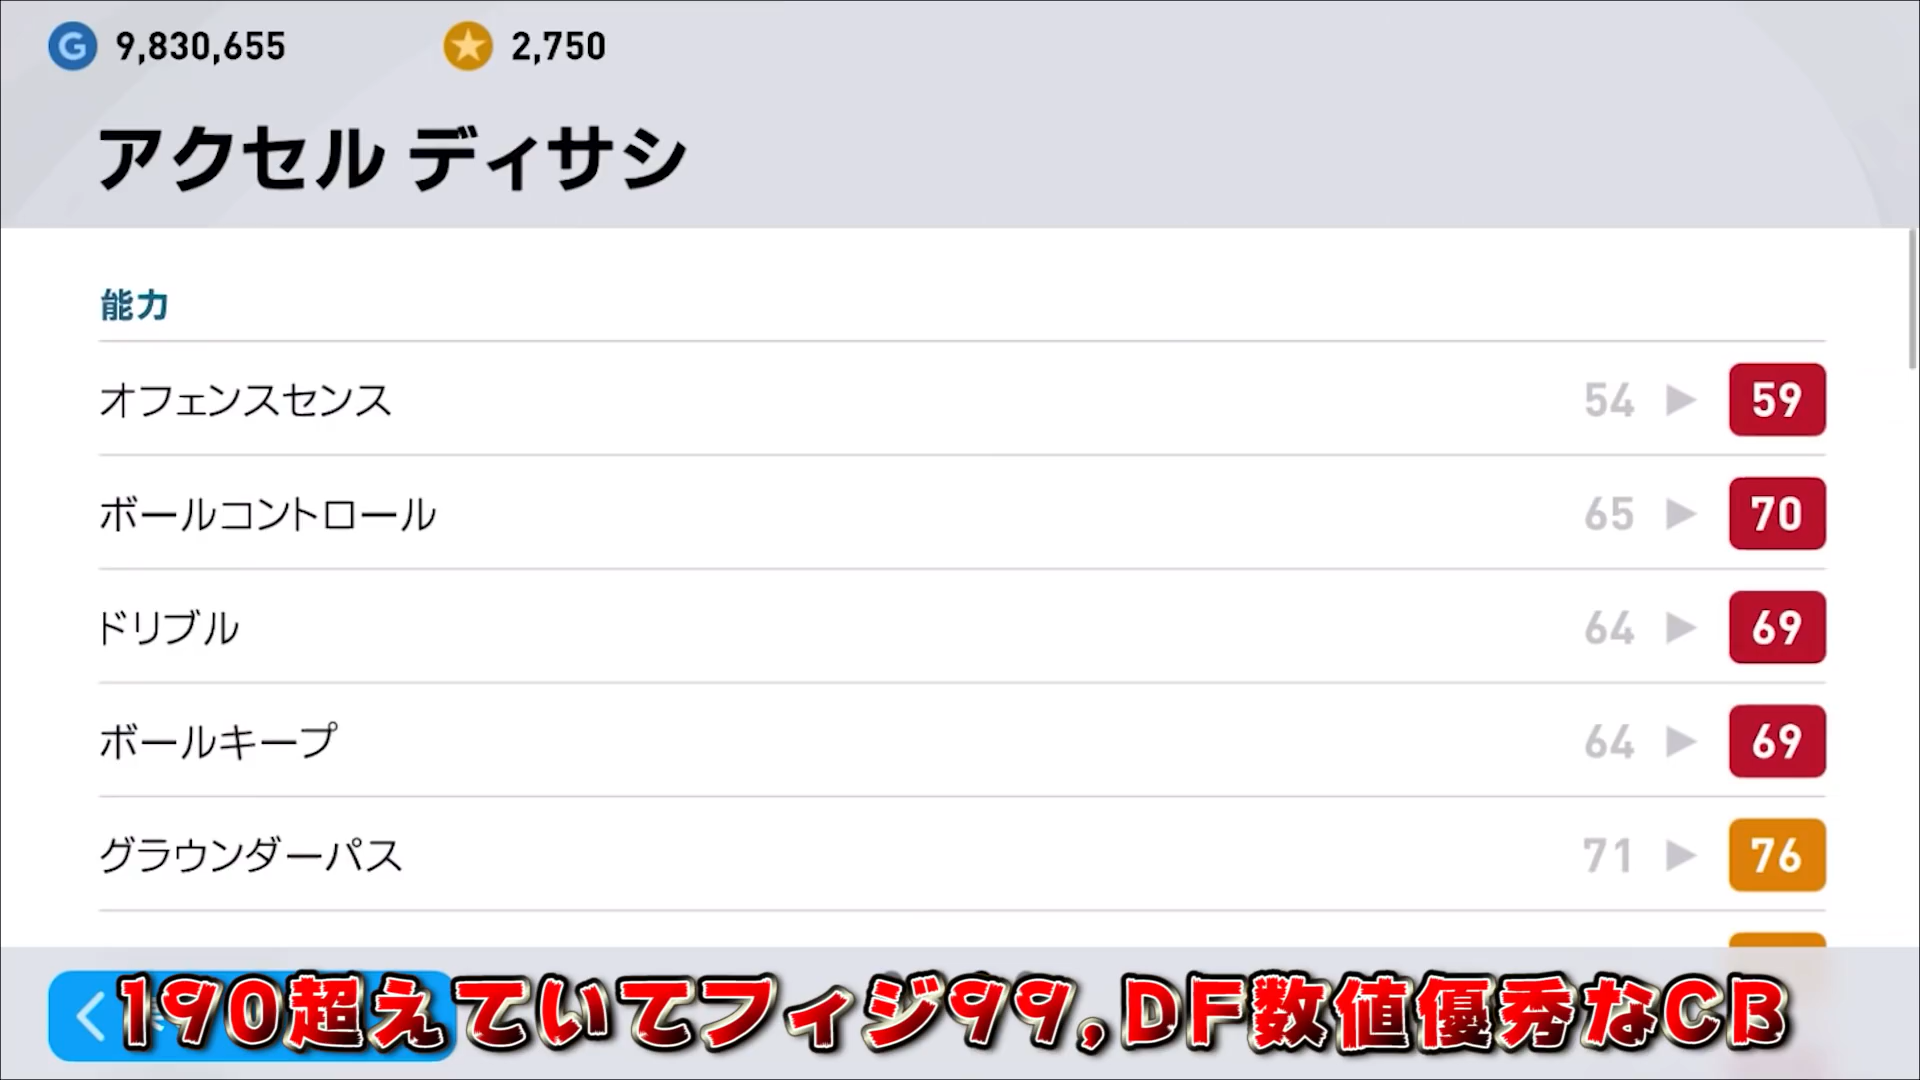 G 9,830,655 2,750
アクセル ディサシ
能力
オフェンスセンス 54 ▶ 59
ボールコントロール 65 ▶ 70
ドリブル 64 ▶ 69
ボールキープ 64 ▶ 69
グラウンダーパス 71 ▶ 76
190超えていてフィジ99,DF数値優秀なCB